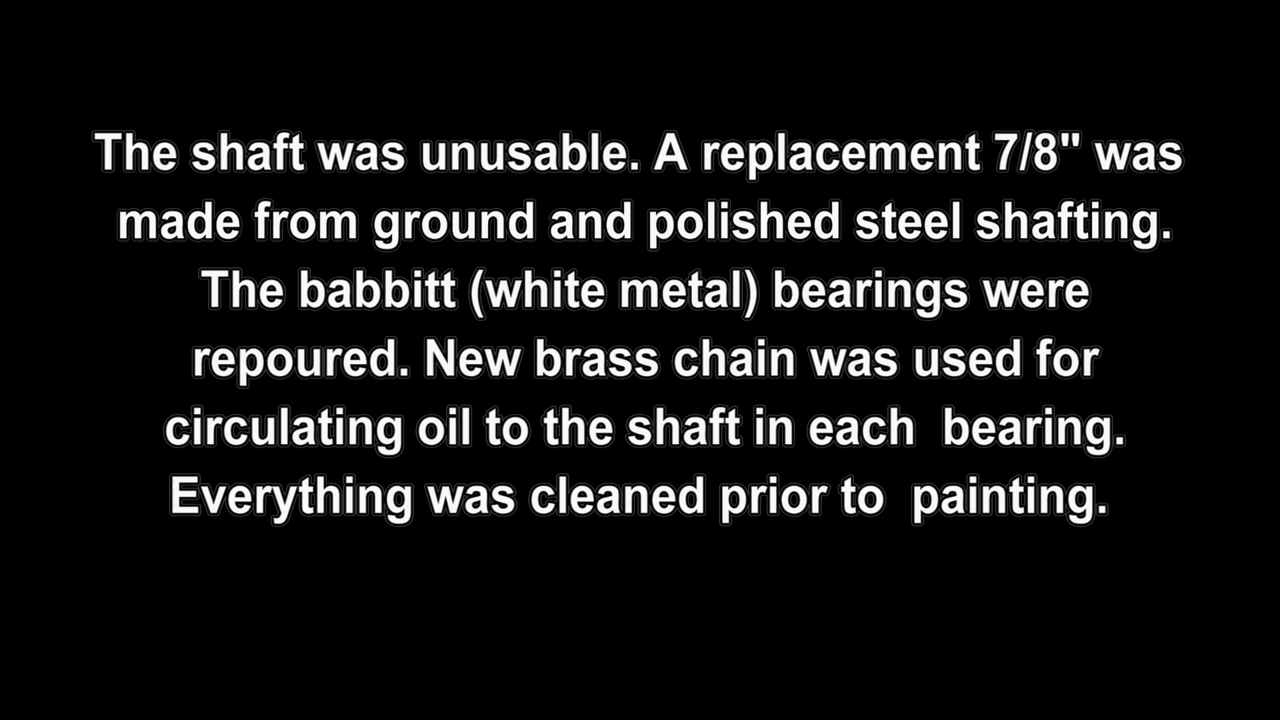 The shaft was unusable. A replacement 7/8" was
made from ground and polished steel shafting.
The babbitt (white metal) bearings were
repoured. New brass chain was used for
circulating oil to the shaft in each  bearing.
Everything was cleaned prior to  painting.